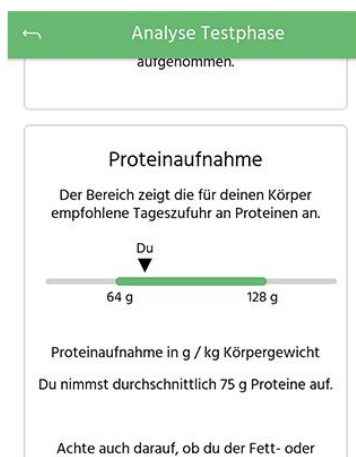 Analyse Testphase
aufgenommen.
Proteinaufnahme
Der Bereich zeigt die für deinen Körper
empfohlene Tageszufuhr an Proteinen an.
Du
64 g 128 g
Proteinaufnahme in g / kg Körpergewicht
Du nimmst durchschnittlich 75 g Proteine auf.
Achte auch darauf, ob du der Fett- oder